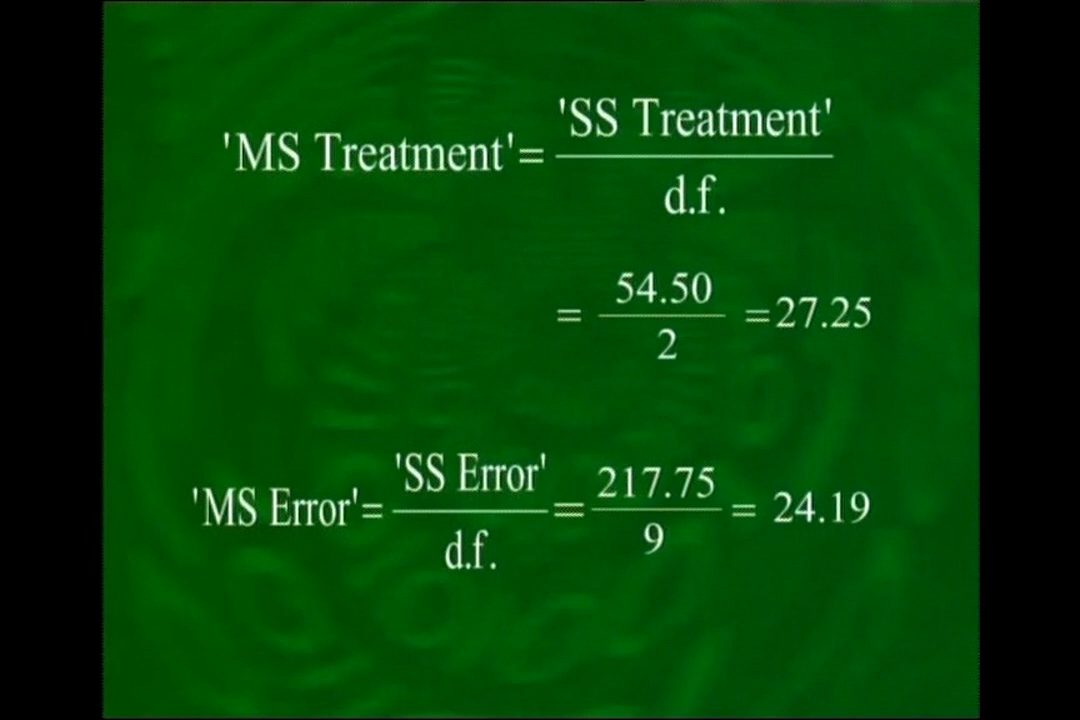 'MS Treatment'= 'SS Treatment' / d.f.
= 54.50 / 2 =27.25
'MS Error'= 'SS Error' / d.f. = 217.75 / 9 = 24.19